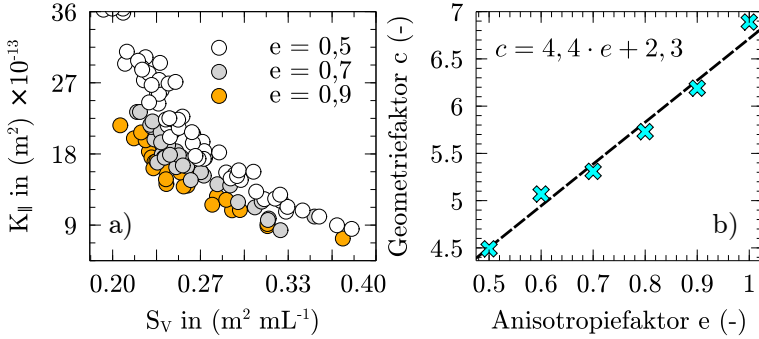 36
27
18
9
K∥ in (m²) ×10⁻¹³
e = 0,5
e = 0,7
e = 0,9
a)
0.20 0.27 0.33 0.40
S_V in (m² mL⁻¹)
7
6.5
6
5.5
5
4.5
Geometriefaktor c (-)
c = 4,4 · e + 2,3
b)
0.5 0.6 0.7 0.8 0.9 1
Anisotropiefaktor e (-)